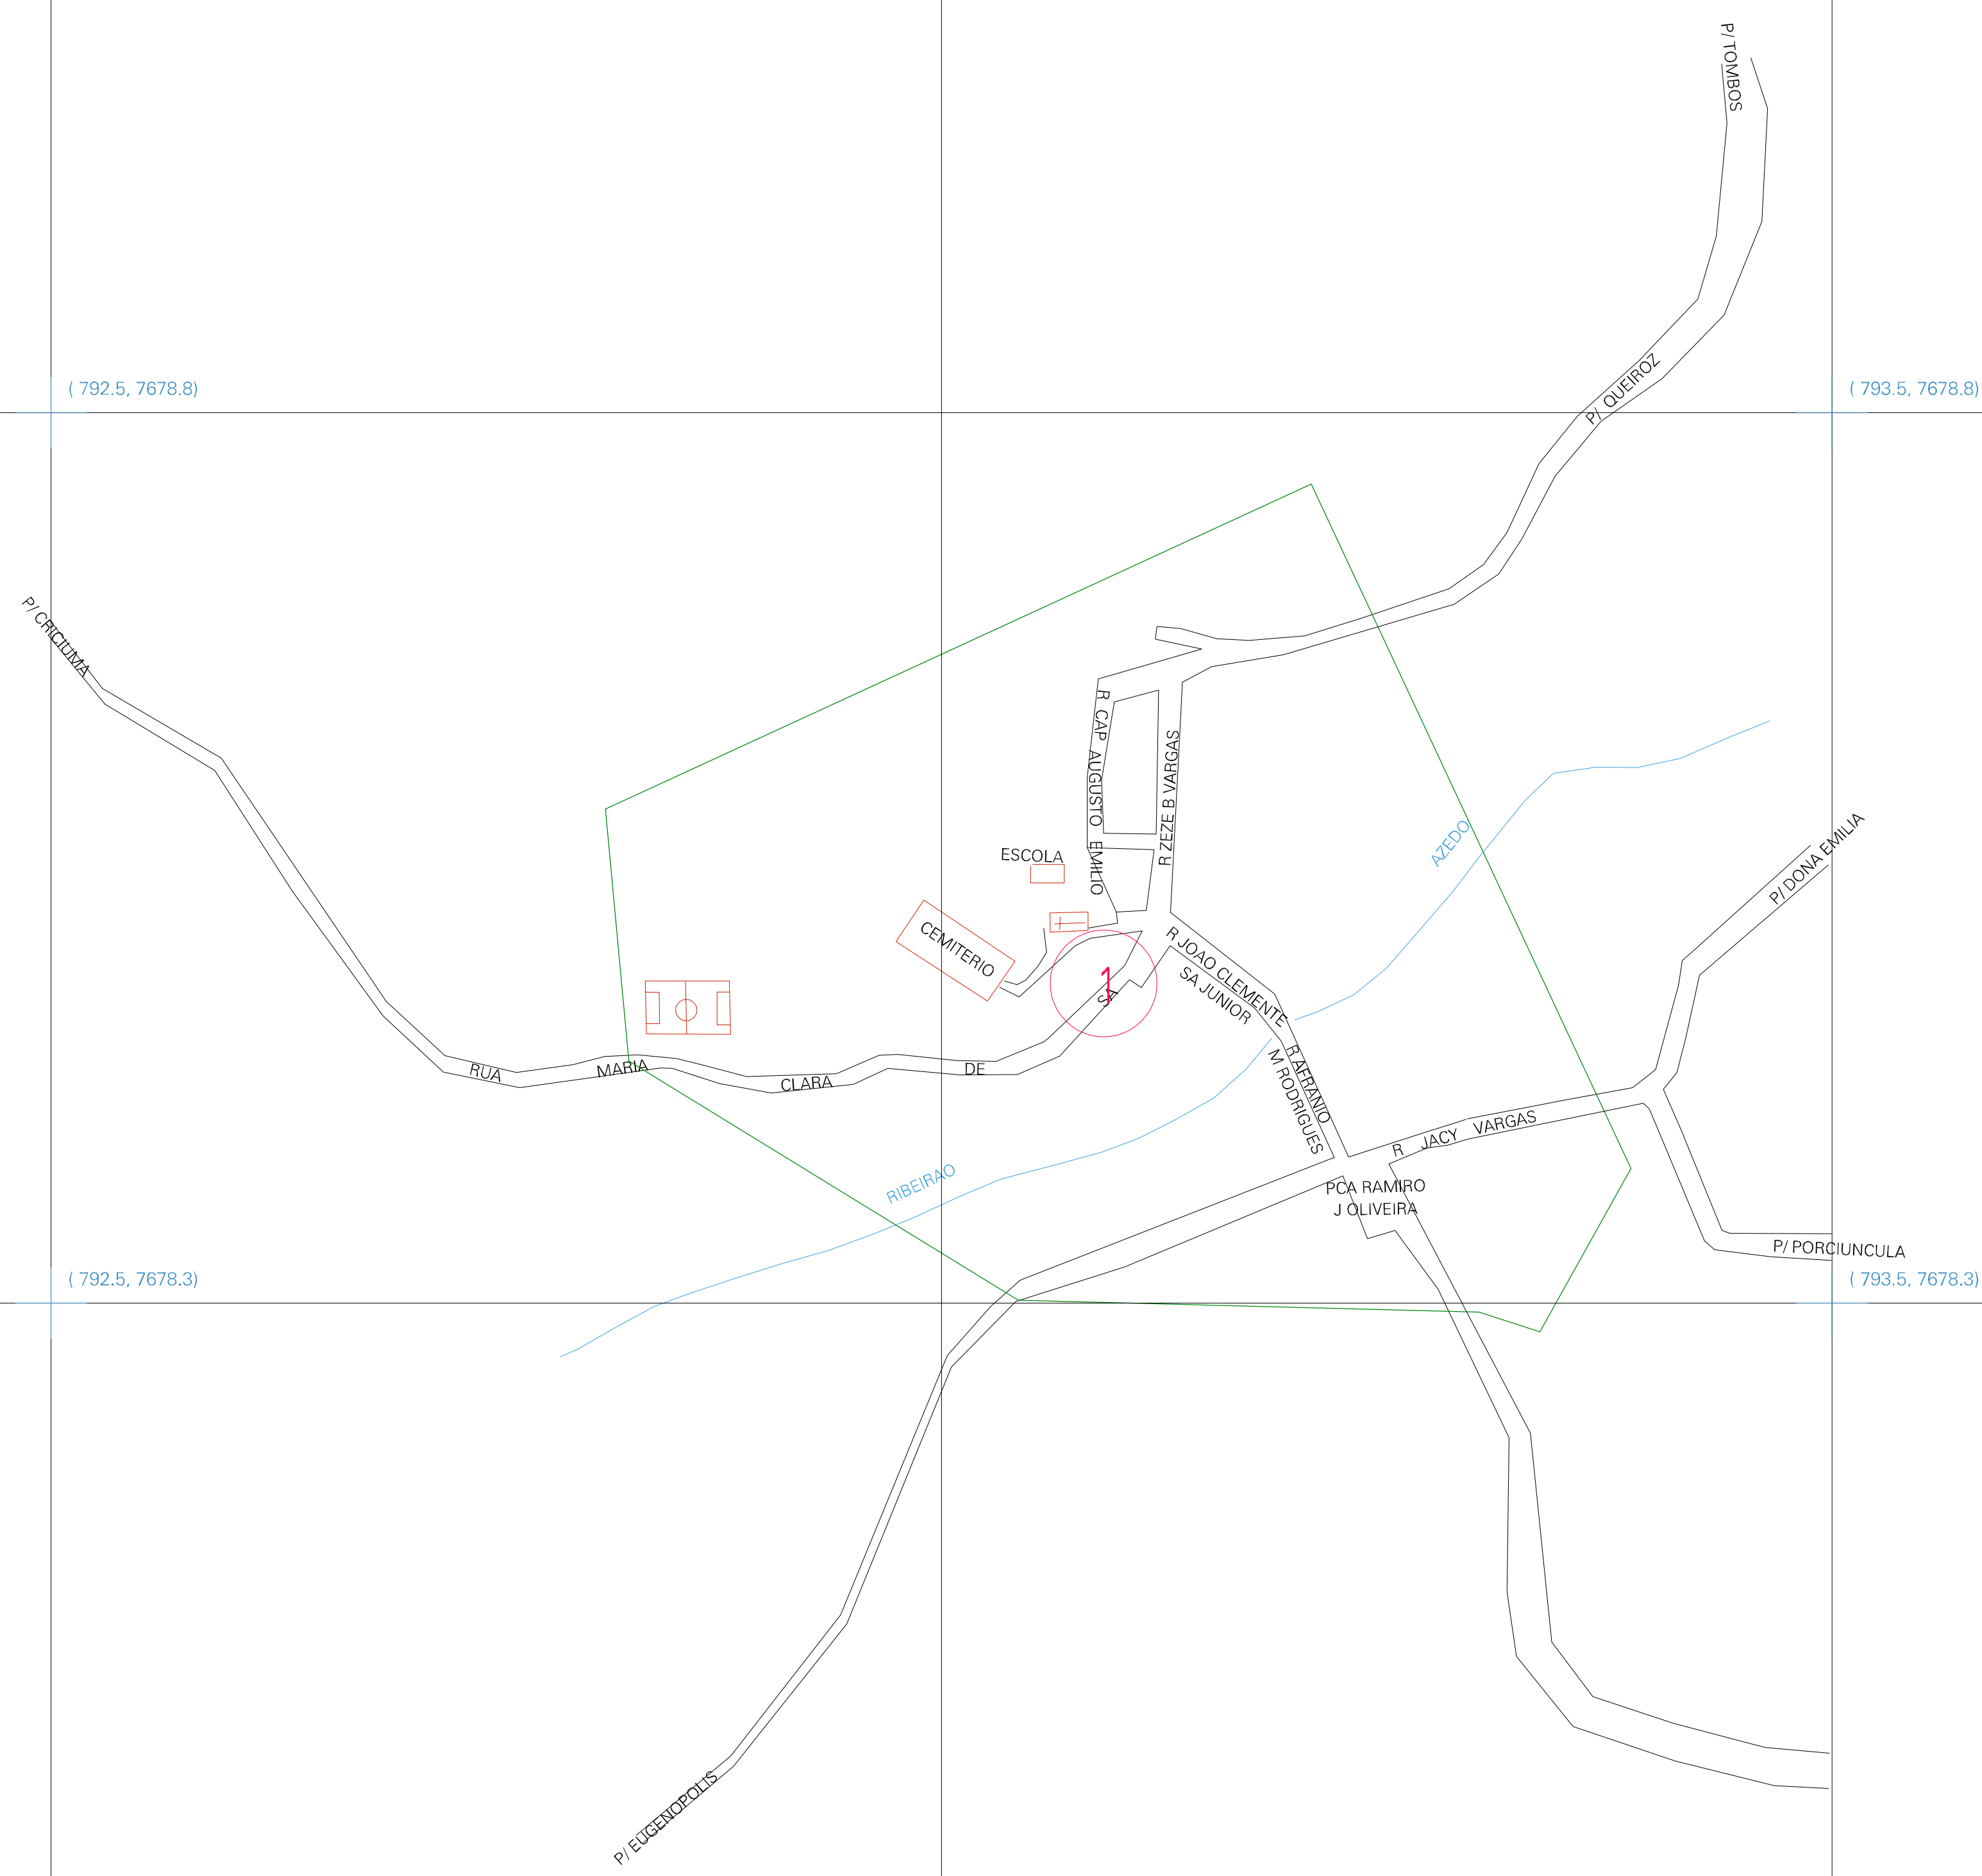 P/ TOMBOS
( 792.5, 7678.8)
( 793.5, 7678.8)
P/ QUEIROZ
P/ CRICIUMA
R CAP AUGUSTO EMILIO
R ZEZE B VARGAS
AZEDO
P/ DONA EMILIA
ESCOLA
CEMITERIO
R JOAO CLEMENTE
SA JUNIOR
1
RUA MARIA CLARA DE SA
R AFRANIO
M RODRIGUES
R JACY VARGAS
RIBEIRAO
PCA RAMIRO
J OLIVEIRA
P/ PORCIUNCULA
( 792.5, 7678.3)
( 793.5, 7678.3)
P/ EUGENOPOLIS